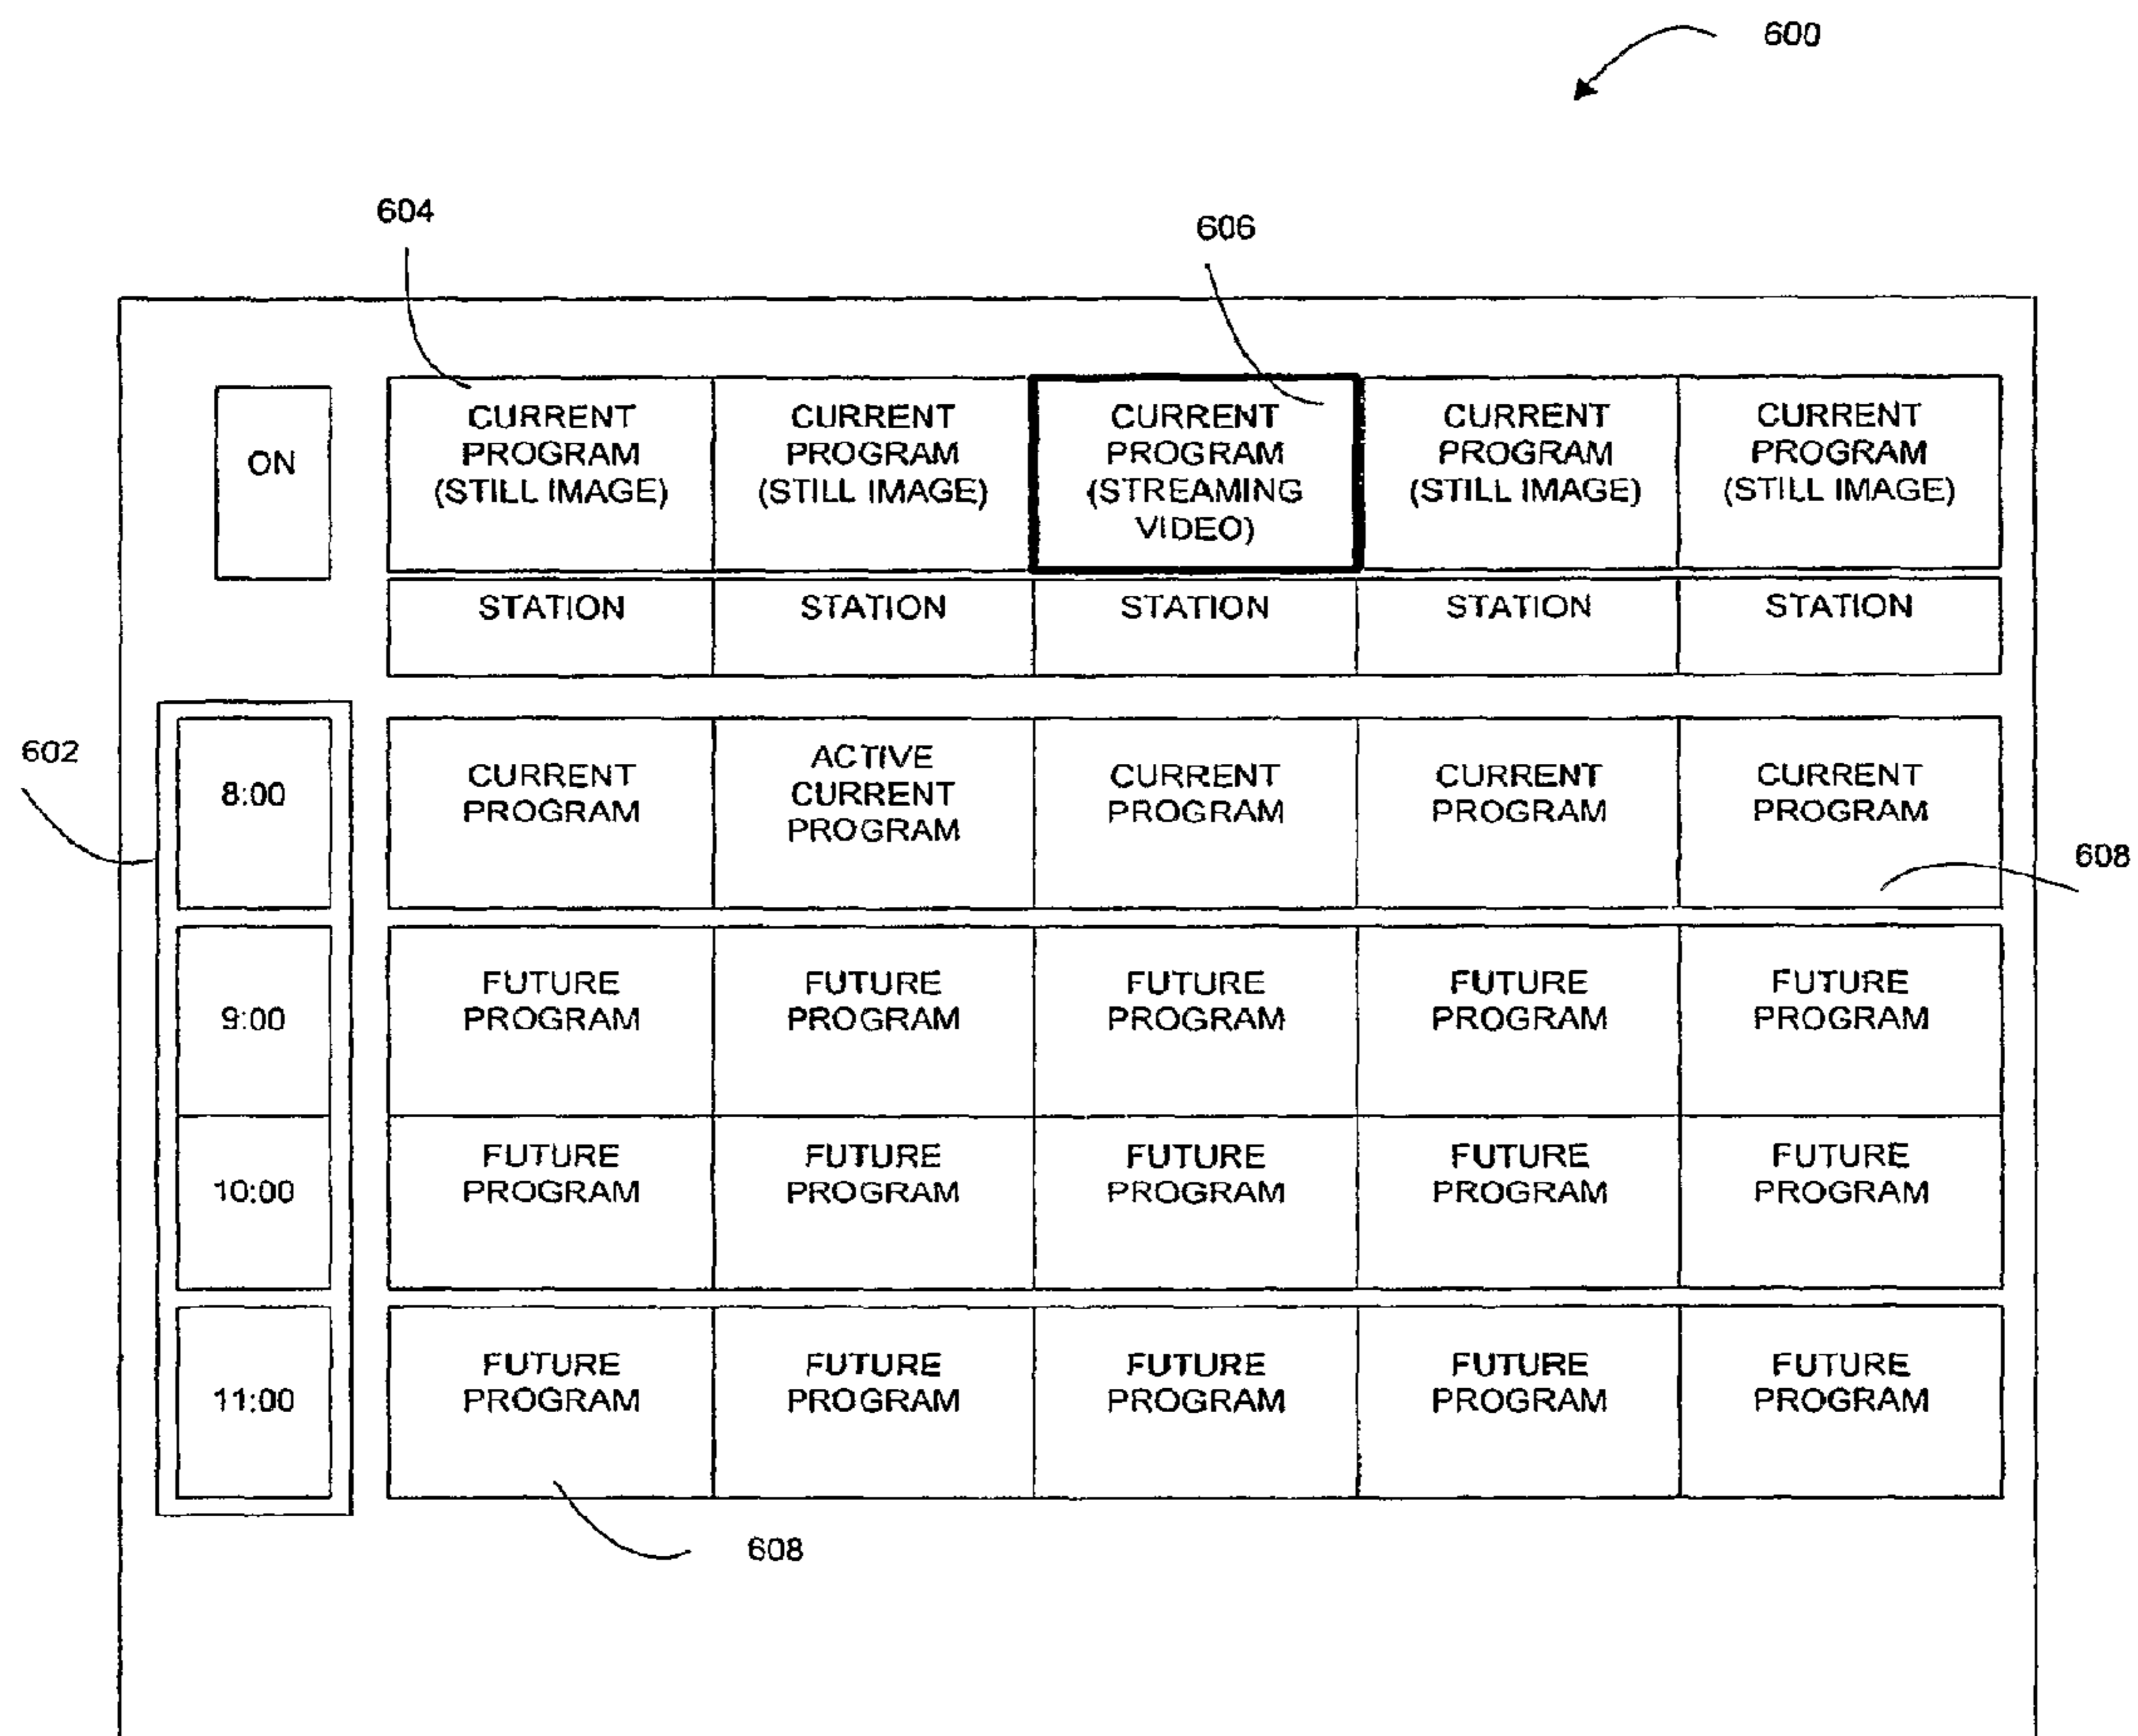 600
604
606
ON
CURRENT
PROGRAM
(STILL IMAGE)
CURRENT
PROGRAM
(STILL IMAGE)
CURRENT
PROGRAM
(STREAMING
VIDEO)
CURRENT
PROGRAM
(STILL IMAGE)
CURRENT
PROGRAM
(STILL IMAGE)
STATION
STATION
STATION
STATION
STATION
602
8:00
CURRENT
PROGRAM
ACTIVE
CURRENT
PROGRAM
CURRENT
PROGRAM
CURRENT
PROGRAM
CURRENT
PROGRAM
608
9:00
FUTURE
PROGRAM
FUTURE
PROGRAM
FUTURE
PROGRAM
FUTURE
PROGRAM
FUTURE
PROGRAM
10:00
FUTURE
PROGRAM
FUTURE
PROGRAM
FUTURE
PROGRAM
FUTURE
PROGRAM
FUTURE
PROGRAM
11:00
FUTURE
PROGRAM
FUTURE
PROGRAM
FUTURE
PROGRAM
FUTURE
PROGRAM
FUTURE
PROGRAM
608